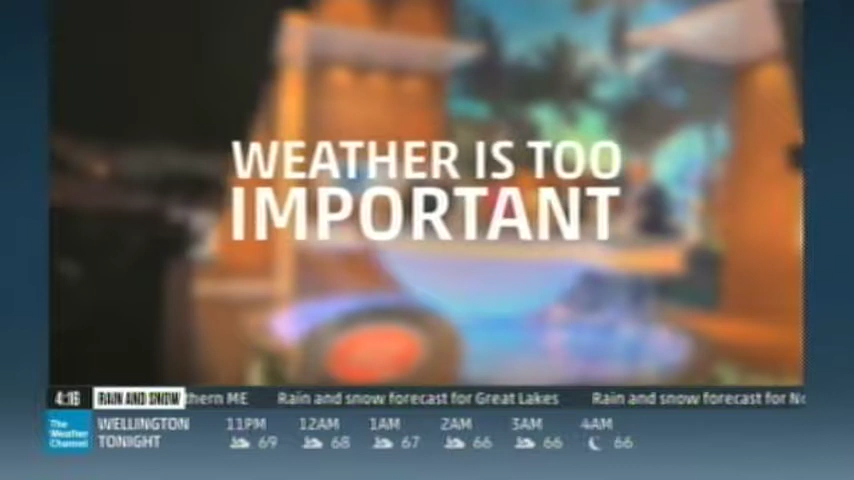 WEATHER IS TOO
IMPORTANT
4:16 RAIN AND SNOW thern ME Rain and snow forecast for Great Lakes Rain and snow forecast for No
The
Weather
Channel
WELLINGTON
TONIGHT
11PM 12AM 1AM 2AM 3AM 4AM
69 68 67 66 66 66